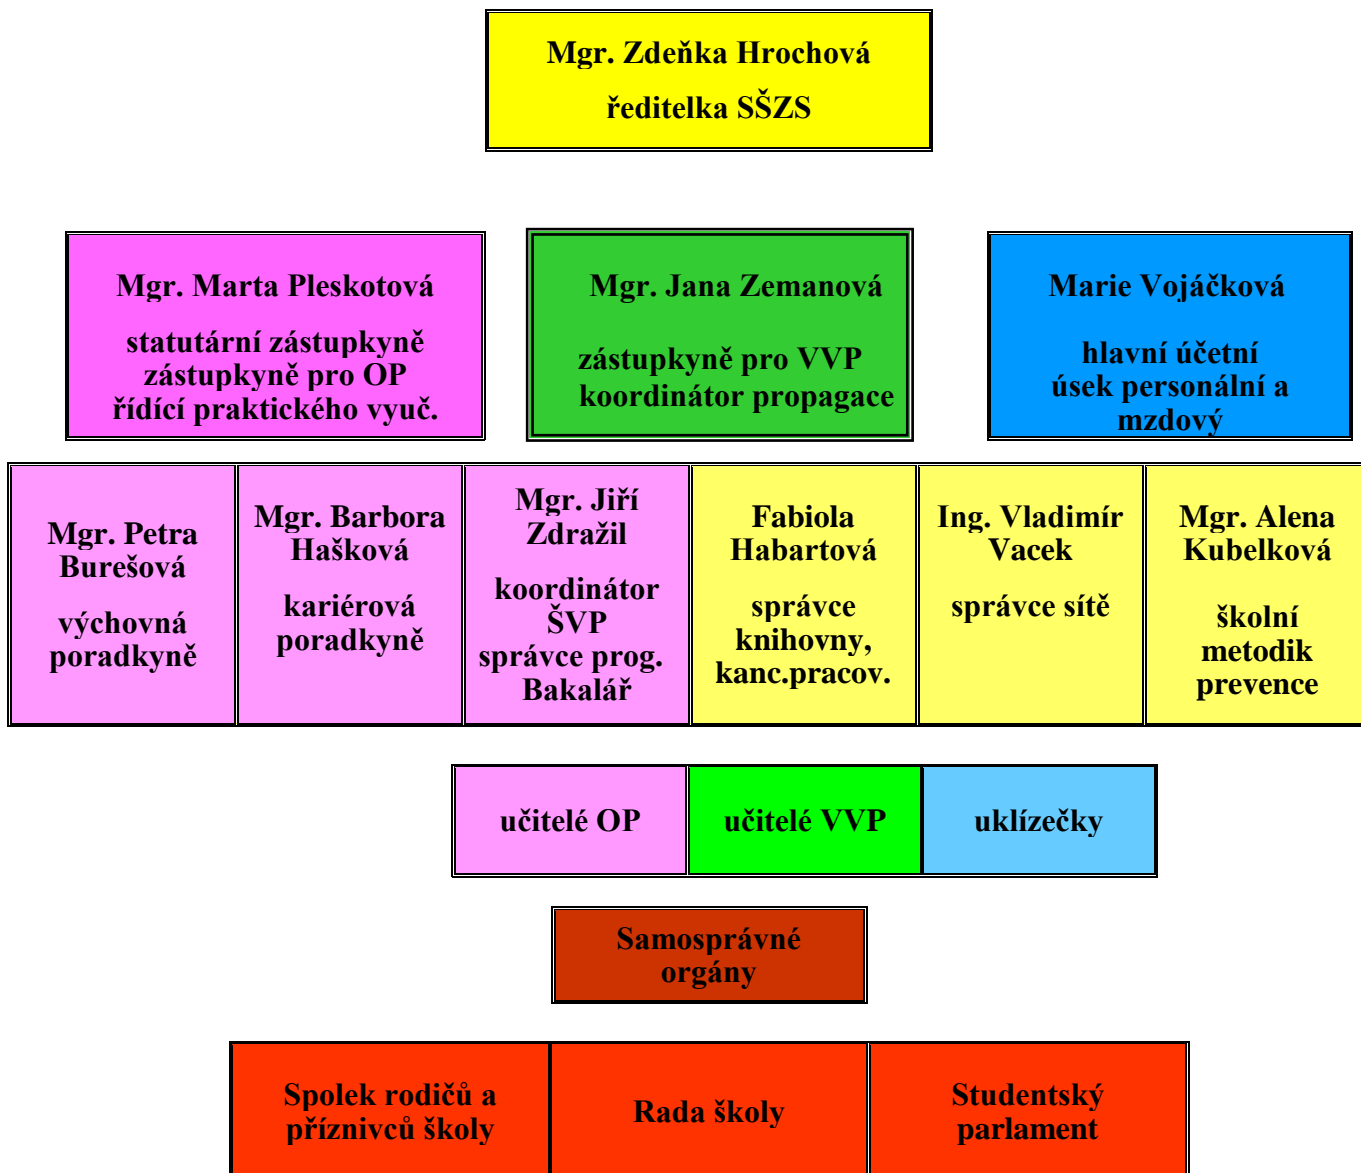 Mgr. Zdeňka Hrochová
ředitelka SŠZS
Mgr. Marta Pleskotová
statutární zástupkyně
zástupkyně pro OP
řídící praktického vyuč.
Mgr. Jana Zemanová
zástupkyně pro VVP
koordinátor propagace
Marie Vojáčková
hlavní účetní
úsek personální a
mzdový
Mgr. Petra
Burešová
výchovná
poradkyně
Mgr. Barbora
Hašková
kariérová
poradkyně
Mgr. Jiří
Zdražil
koordinátor
ŠVP
správce prog.
Bakalář
Fabiola
Habartová
správce
knihovny,
kanc.pracov.
Ing. Vladimír
Vacek
správce sítě
Mgr. Alena
Kubelková
školní
metodik
prevence
učitelé OP
učitelé VVP
uklízečky
Samosprávné
orgány
Spolek rodičů a
příznivců školy
Rada školy
Studentský
parlament